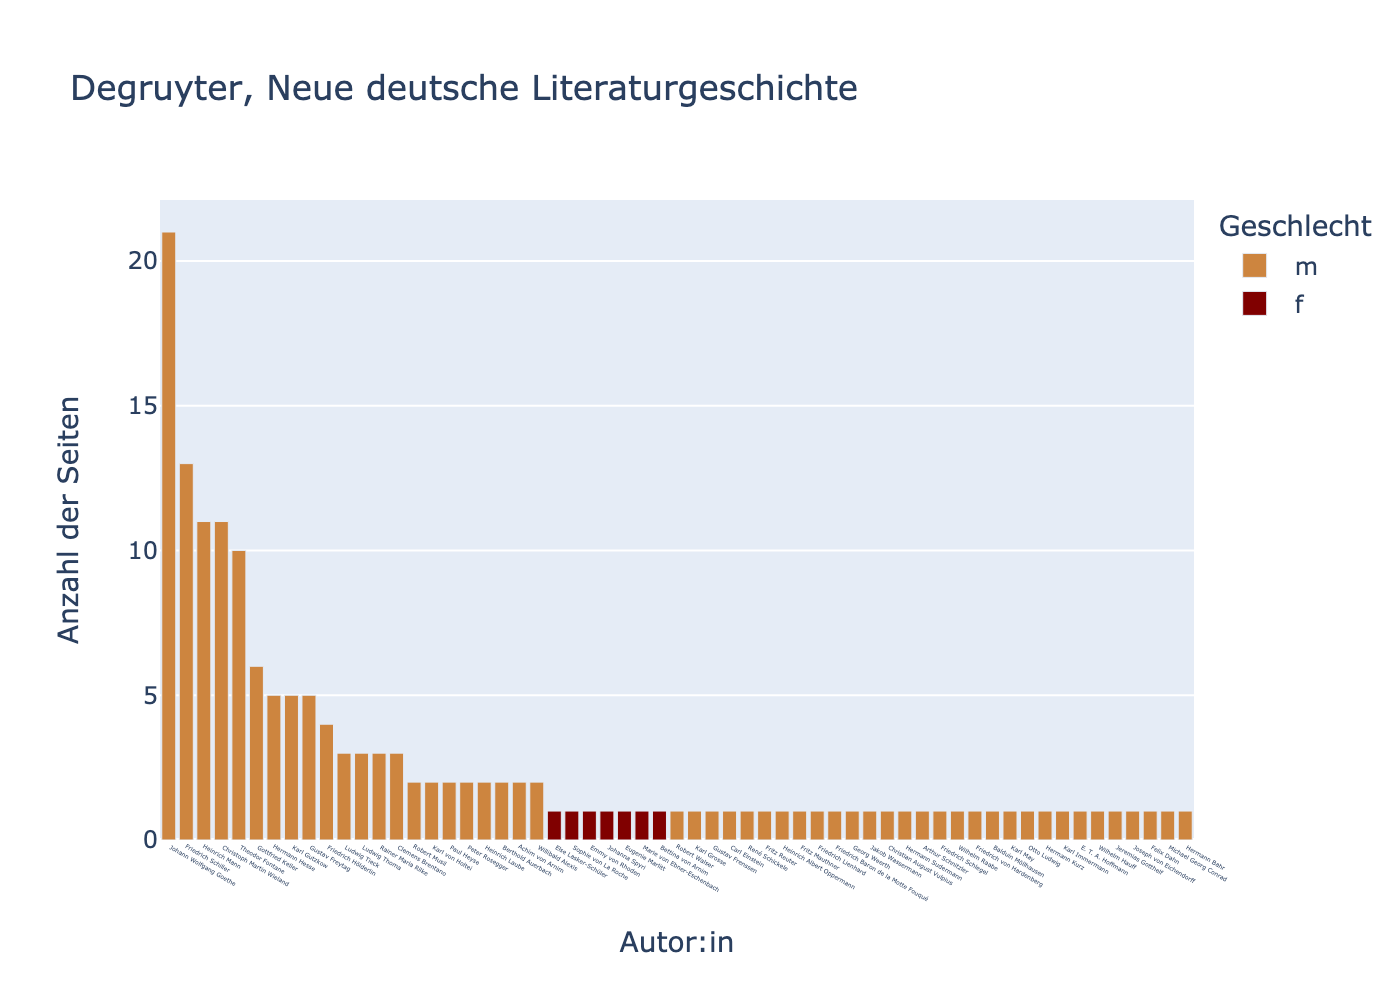 Degruyter, Neue deutsche Literaturgeschichte
Geschlecht
m
f
Anzahl der Seiten
20
15
10
5
0
Johann Wolfgang Goethe
Friedrich Schiller
Heinrich Mann
Christoph Martin Wieland
Theodor Fontane
Gottfried Keller
Hermann Hesse
Karl Gutzkow
Gustav Freytag
Friedrich Hölderlin
Ludwig Tieck
Ludwig Thoma
Rainer Maria Rilke
Clemens Brentano
Robert Musil
Karl von Holtei
Paul Heyse
Peter Rosegger
Heinrich Laube
Berthold Auerbach
Achim von Arnim
Willibald Alexis
Else Lasker-Schüler
Sophie von La Roche
Emmy von Rhoden
Johanna Spyri
Eugenie Marlitt
Marie von Ebner-Eschenbach
Bettina von Arnim
Robert Walser
Karl Grosse
Gustav Frenssen
Carl Einstein
René Schickele
Fritz Reuter
Heinrich Albert Oppermann
Fritz Mauthner
Friedrich Lienhard
Friedrich Baron de la Motte Fouqué
Georg Weerth
Jakob Wassermann
Christian August Vulpius
Hermann Sudermann
Arthur Schnitzler
Friedrich Schlegel
Wilhelm Raabe
Friedrich von Hardenberg
Balduin Möllhausen
Karl May
Otto Ludwig
Hermann Kurz
Karl Immermann
E. T. A. Hoffmann
Wilhelm Hauff
Jeremias Gotthelf
Joseph von Eichendorff
Felix Dahn
Michael Georg Conrad
Hermann Bahr
Autor:in